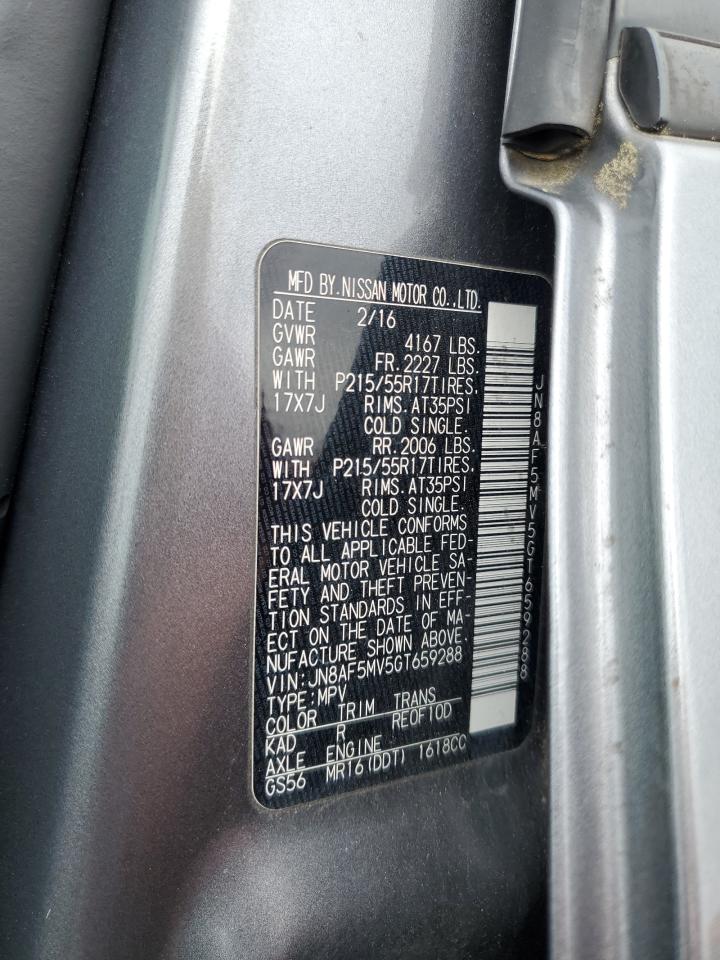 MFD BY.NISSAN MOTOR CO.,LTD.
DATE 2/16
GVWR 4167 LBS.
GAWR FR.2227 LBS.
WITH P215/55R17TIRES.
17X7J RIMS.AT35PSI
COLD SINGLE.
GAWR RR.2006 LBS.
WITH P215/55R17TIRES.
17X7J RIMS.AT35PSI
COLD SINGLE.
THIS VEHICLE CONFORMS
TO ALL APPLICABLE FED-
ERAL MOTOR VEHICLE SA-
FETY AND THEFT PREVEN-
TION STANDARDS IN EFF-
ECT ON THE DATE OF MA-
NUFACTURE SHOWN ABOVE.
VIN:JN8AF5MV5GT659288
TYPE:MPV
COLOR TRIM TRANS
KAD R RE0F10D
AXLE ENGINE
GS56 MR16(DDT) 1618CC
JN8AF5MV5GT659288